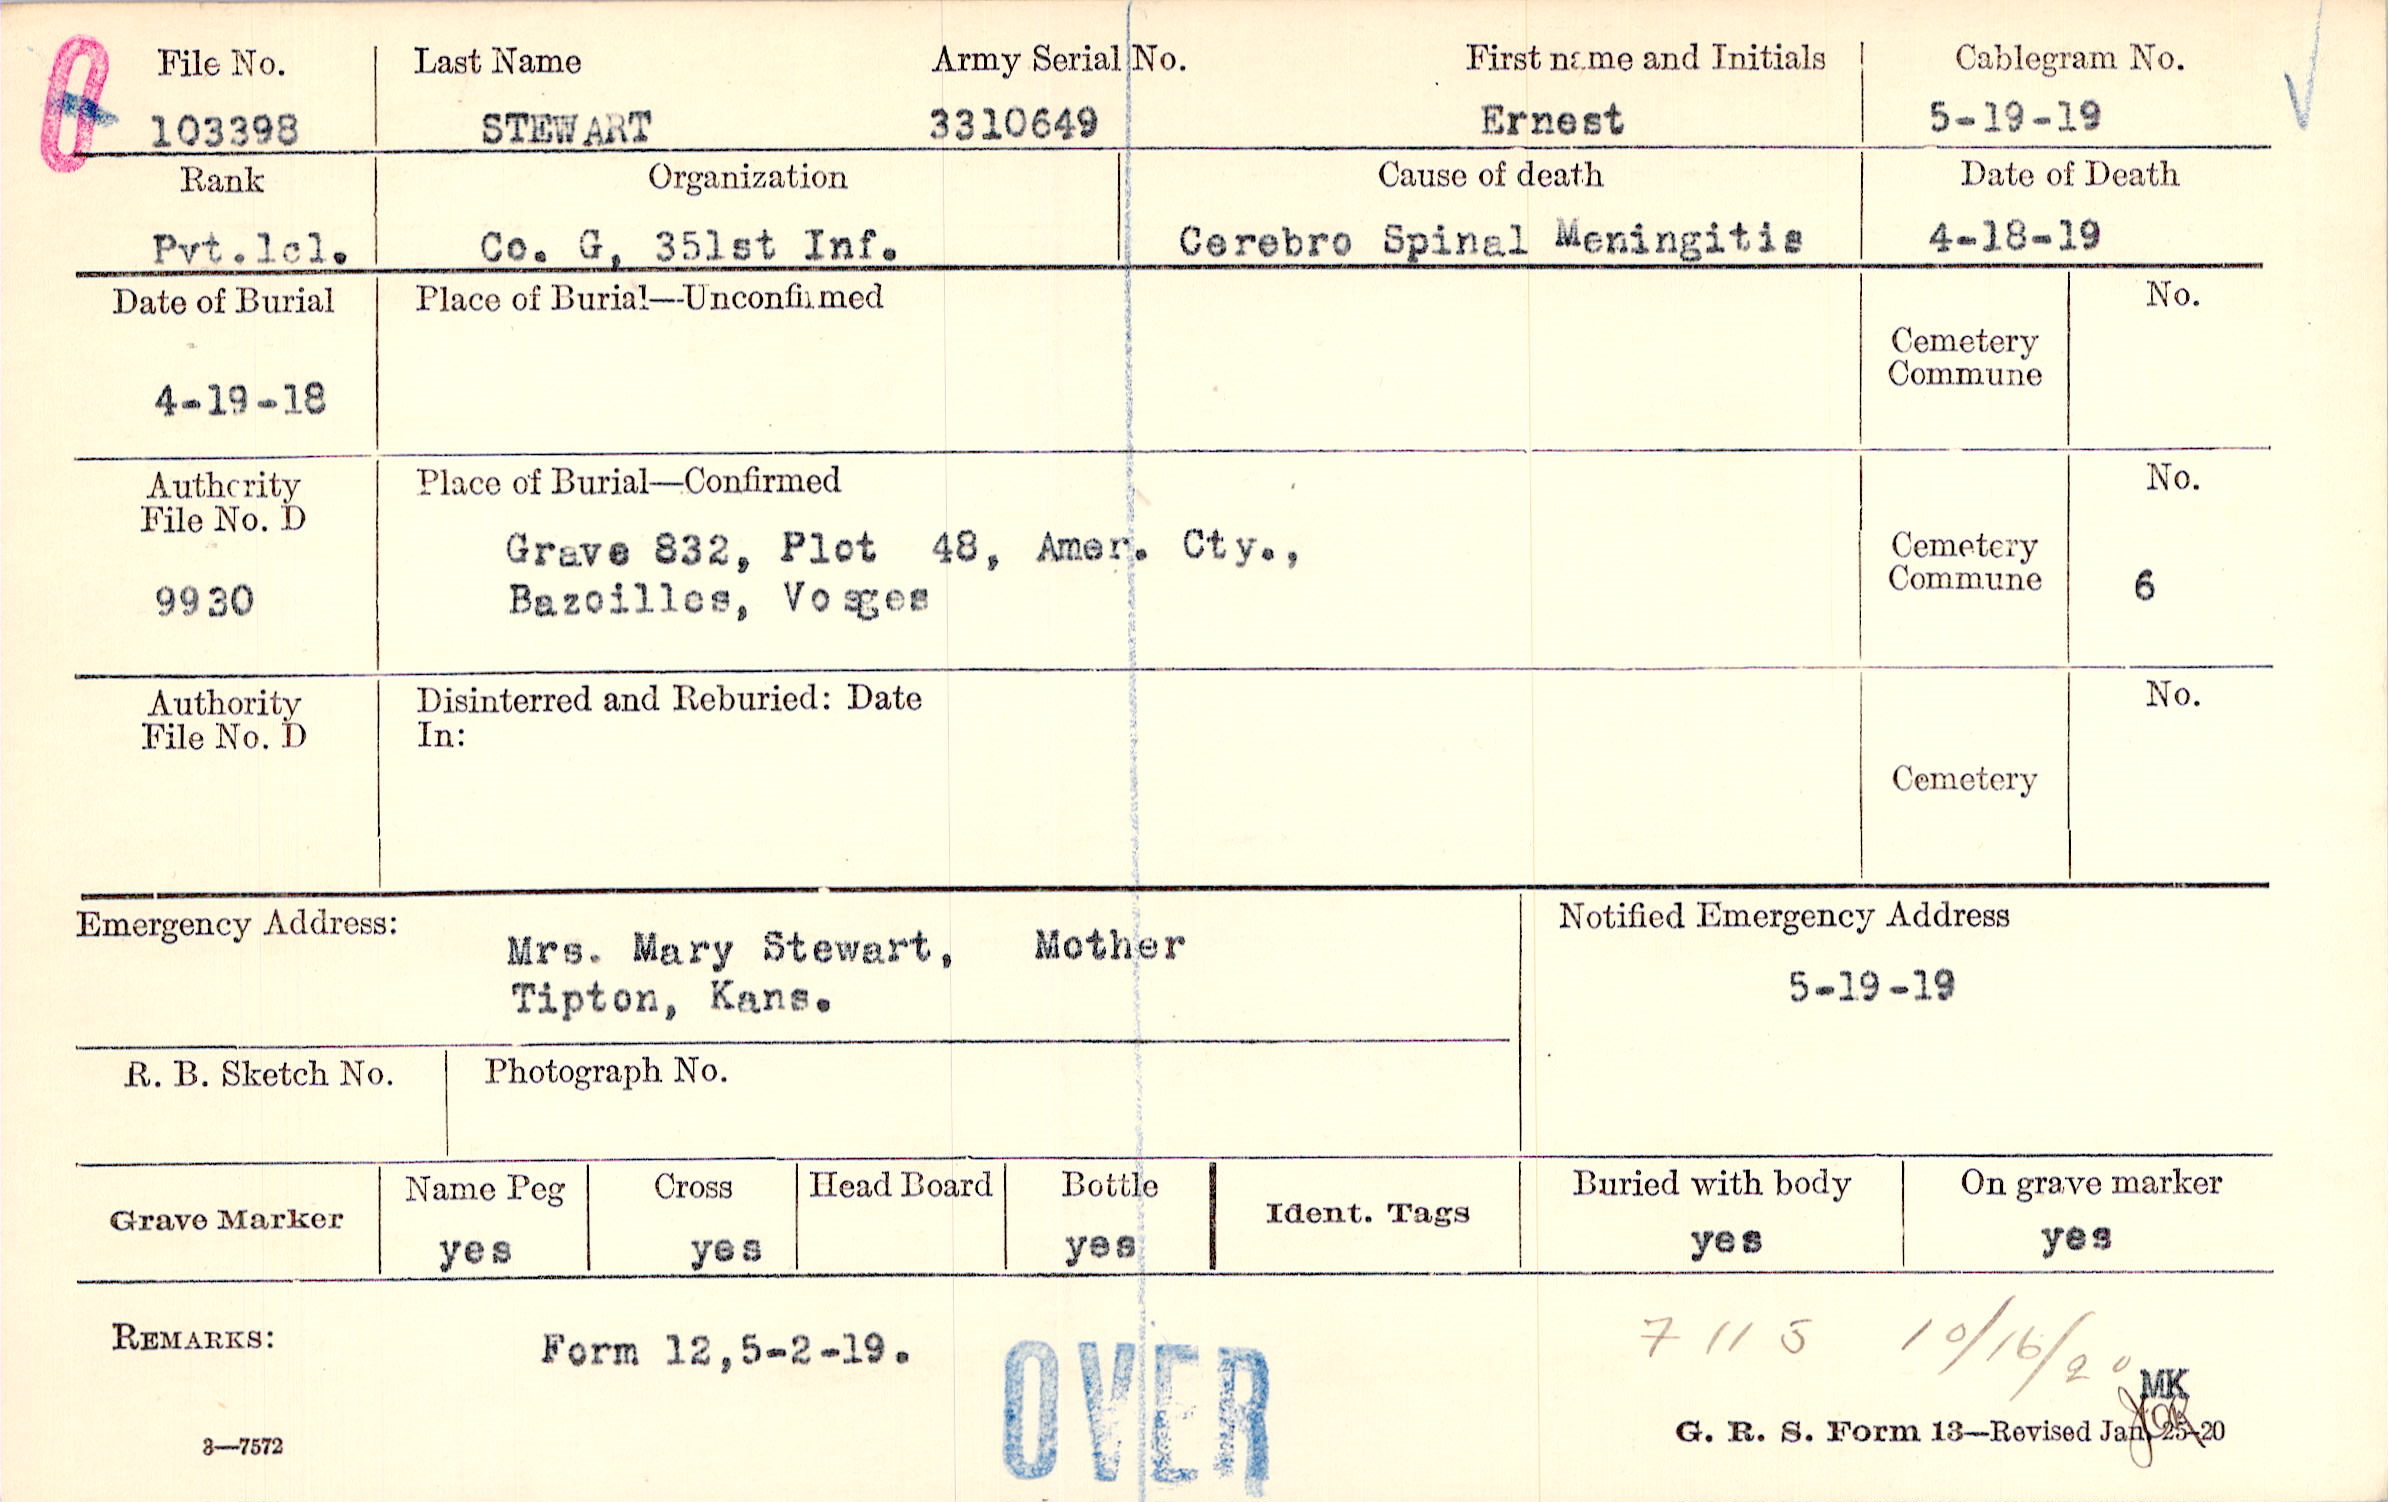 File No. Last Name Army Serial No. First name and Initials Cablegram No.
103398 STEWART 3310649 Ernest 5-19-19
Rank Organization Cause of death Date of Death
Pvt.1cl. Co. G, 351st Inf. Cerebro Spinal Meningitis 4-18-19
Date of Burial Place of Burial—Unconfirmed No.
Cemetery
Commune
4-19-18
Authority Place of Burial—Confirmed No.
File No. D
Grave 832, Plot 48, Amer. Cty., Cemetery
Commune 6
9930 Bazoilles, Vosges
Authority Disinterred and Reburied: Date No.
File No. D In:
Cemetery
Emergency Address: Notified Emergency Address
Mrs. Mary Stewart, Mother
Tipton, Kans. 5-19-19
R. B. Sketch No. Photograph No.
Name Peg Cross Head Board Bottle Buried with body On grave marker
Grave Marker Ident. Tags
yes yes yes yes yes
REMARKS: Form 12,5-2-19. 7115 10/16/20
OVER
MK
3—7572 G. R. S. Form 13—Revised Jan. 25-20